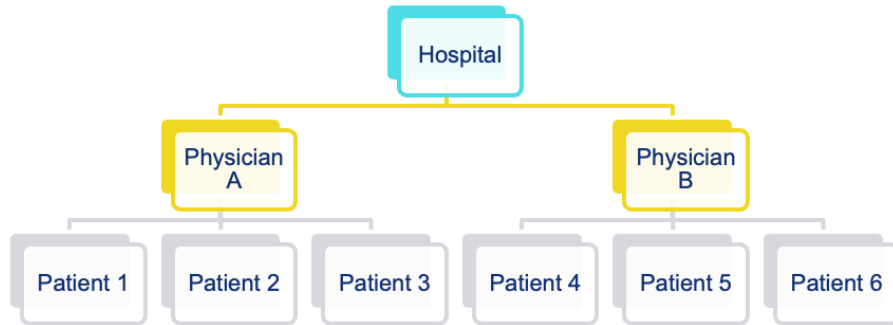 Hospital
Physician
A
Physician
B
Patient 1
Patient 2
Patient 3
Patient 4
Patient 5
Patient 6